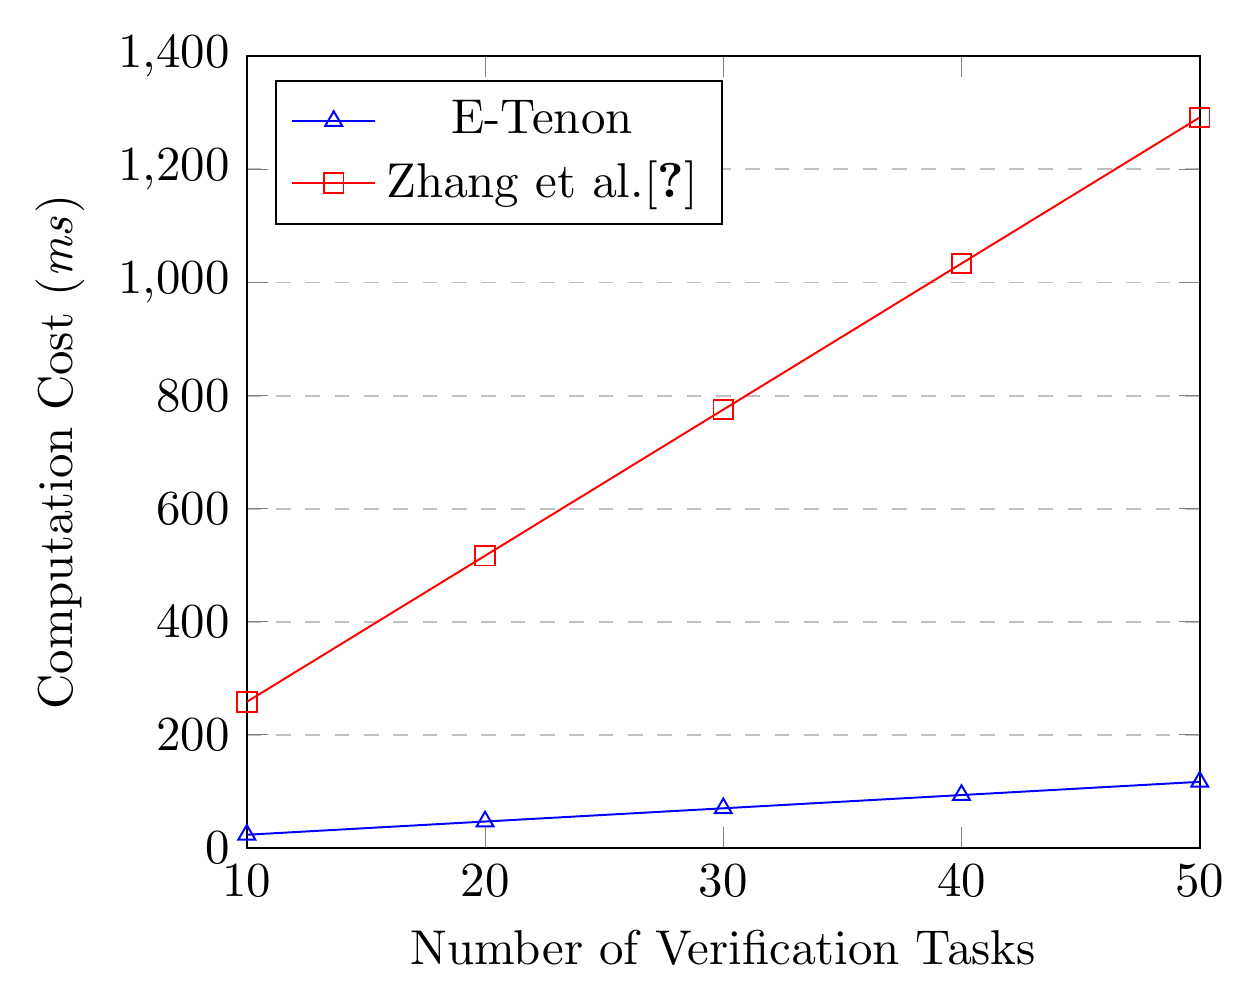 1,400
1,200
1,000
800
600
400
200
0
10 20 30 40 50
E-Tenon
Zhang et al.[?]
Computation Cost (ms)
Number of Verification Tasks